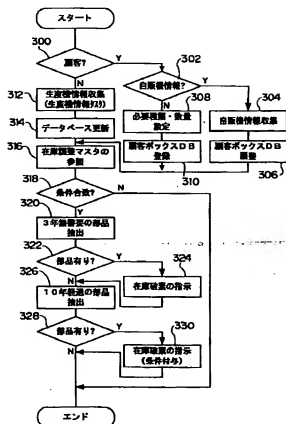 スタート
300
顧客?
Y
N
302
自販機情報?
Y
N
308
304
312
生産機情報収集
(生産機情報ﾀｽｸ)
必要種類・数量
設定
自販機情報収集
314
データベース更新
顧客ボックスDB
登録
顧客ボックスDB
316
在庫調整マスタの
参照
310
306
318
条件合致?
N
Y
320
3年無需要の部品
抽出
322
部品有り?
Y
324
N
在庫破棄の指示
326
10年経過の部品
抽出
328
部品有り?
Y
330
N
在庫破棄の指示
(条件付与)
エンド